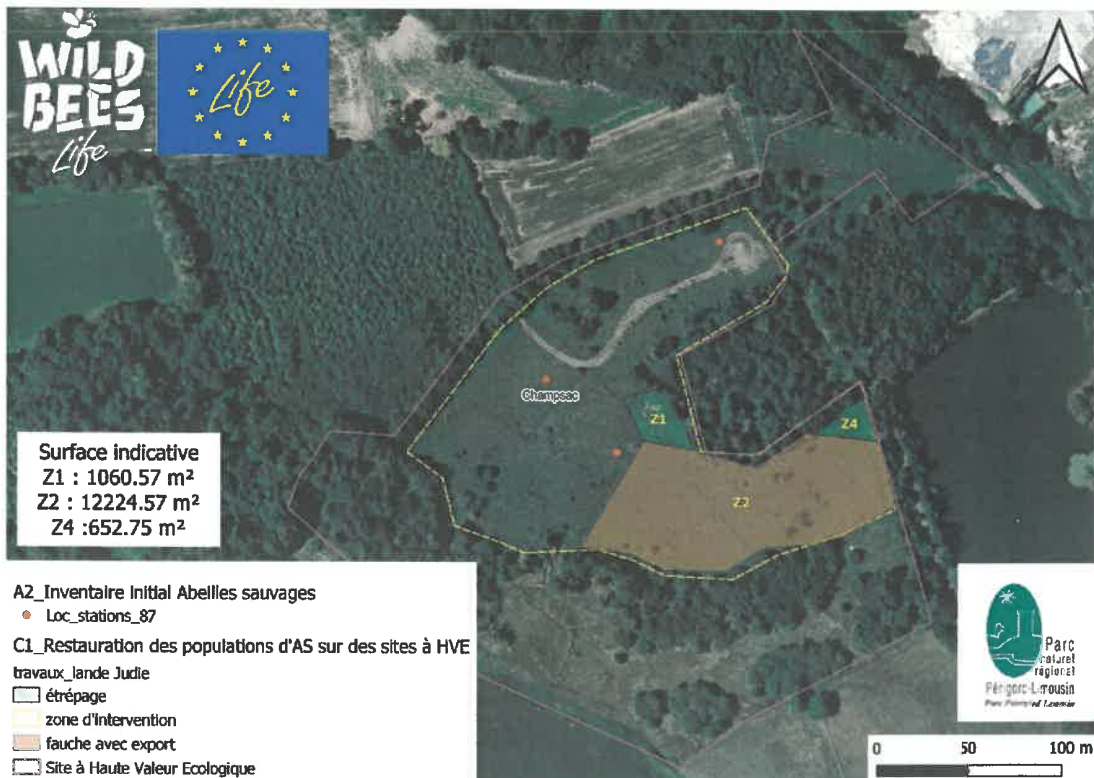 WILD
BEES
Life
Life
Champsac
Z1
Z4
Z2
Surface indicative
Z1 : 1060.57 m²
Z2 : 12224.57 m²
Z4 :652.75 m²
A2_Inventaire Initial Abeilles sauvages
Loc_stations_87
C1_Restauration des populations d'AS sur des sites à HVE
travaux_lande Judie
étrépage
zone d'intervention
fauche avec export
Site à Haute Valeur Ecologique
Parc
naturel
régional
Périgord-Limousin
0 50 100 m